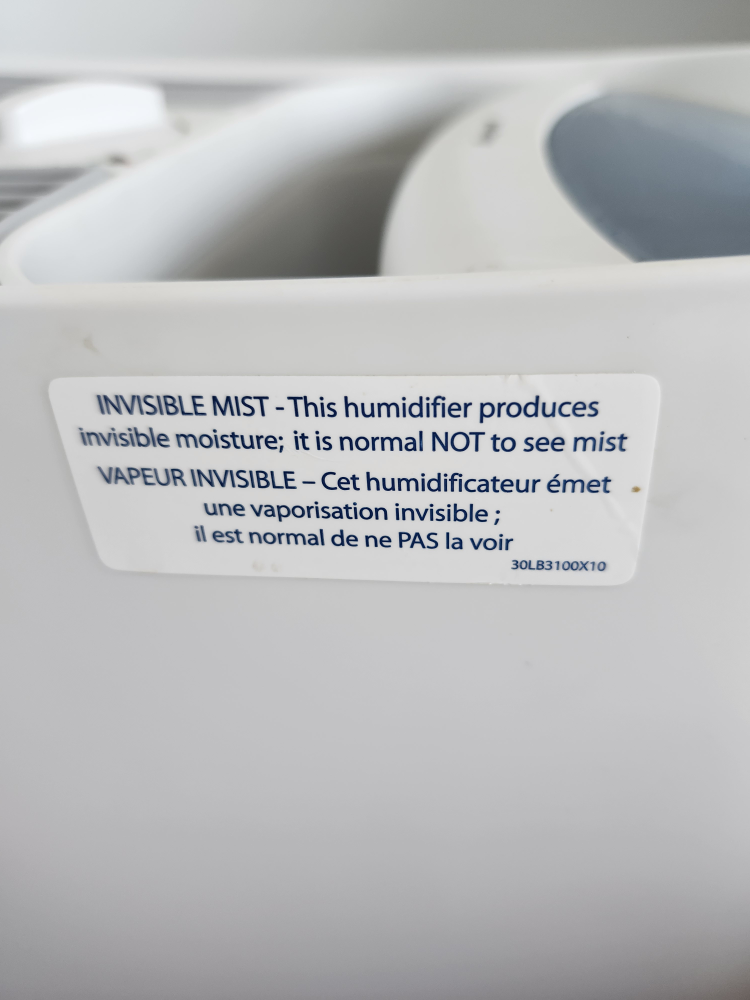 INVISIBLE MIST - This humidifier produces
invisible moisture; it is normal NOT to see mist
VAPEUR INVISIBLE – Cet humidificateur émet
une vaporisation invisible ;
il est normal de ne PAS la voir
30LB3100X10